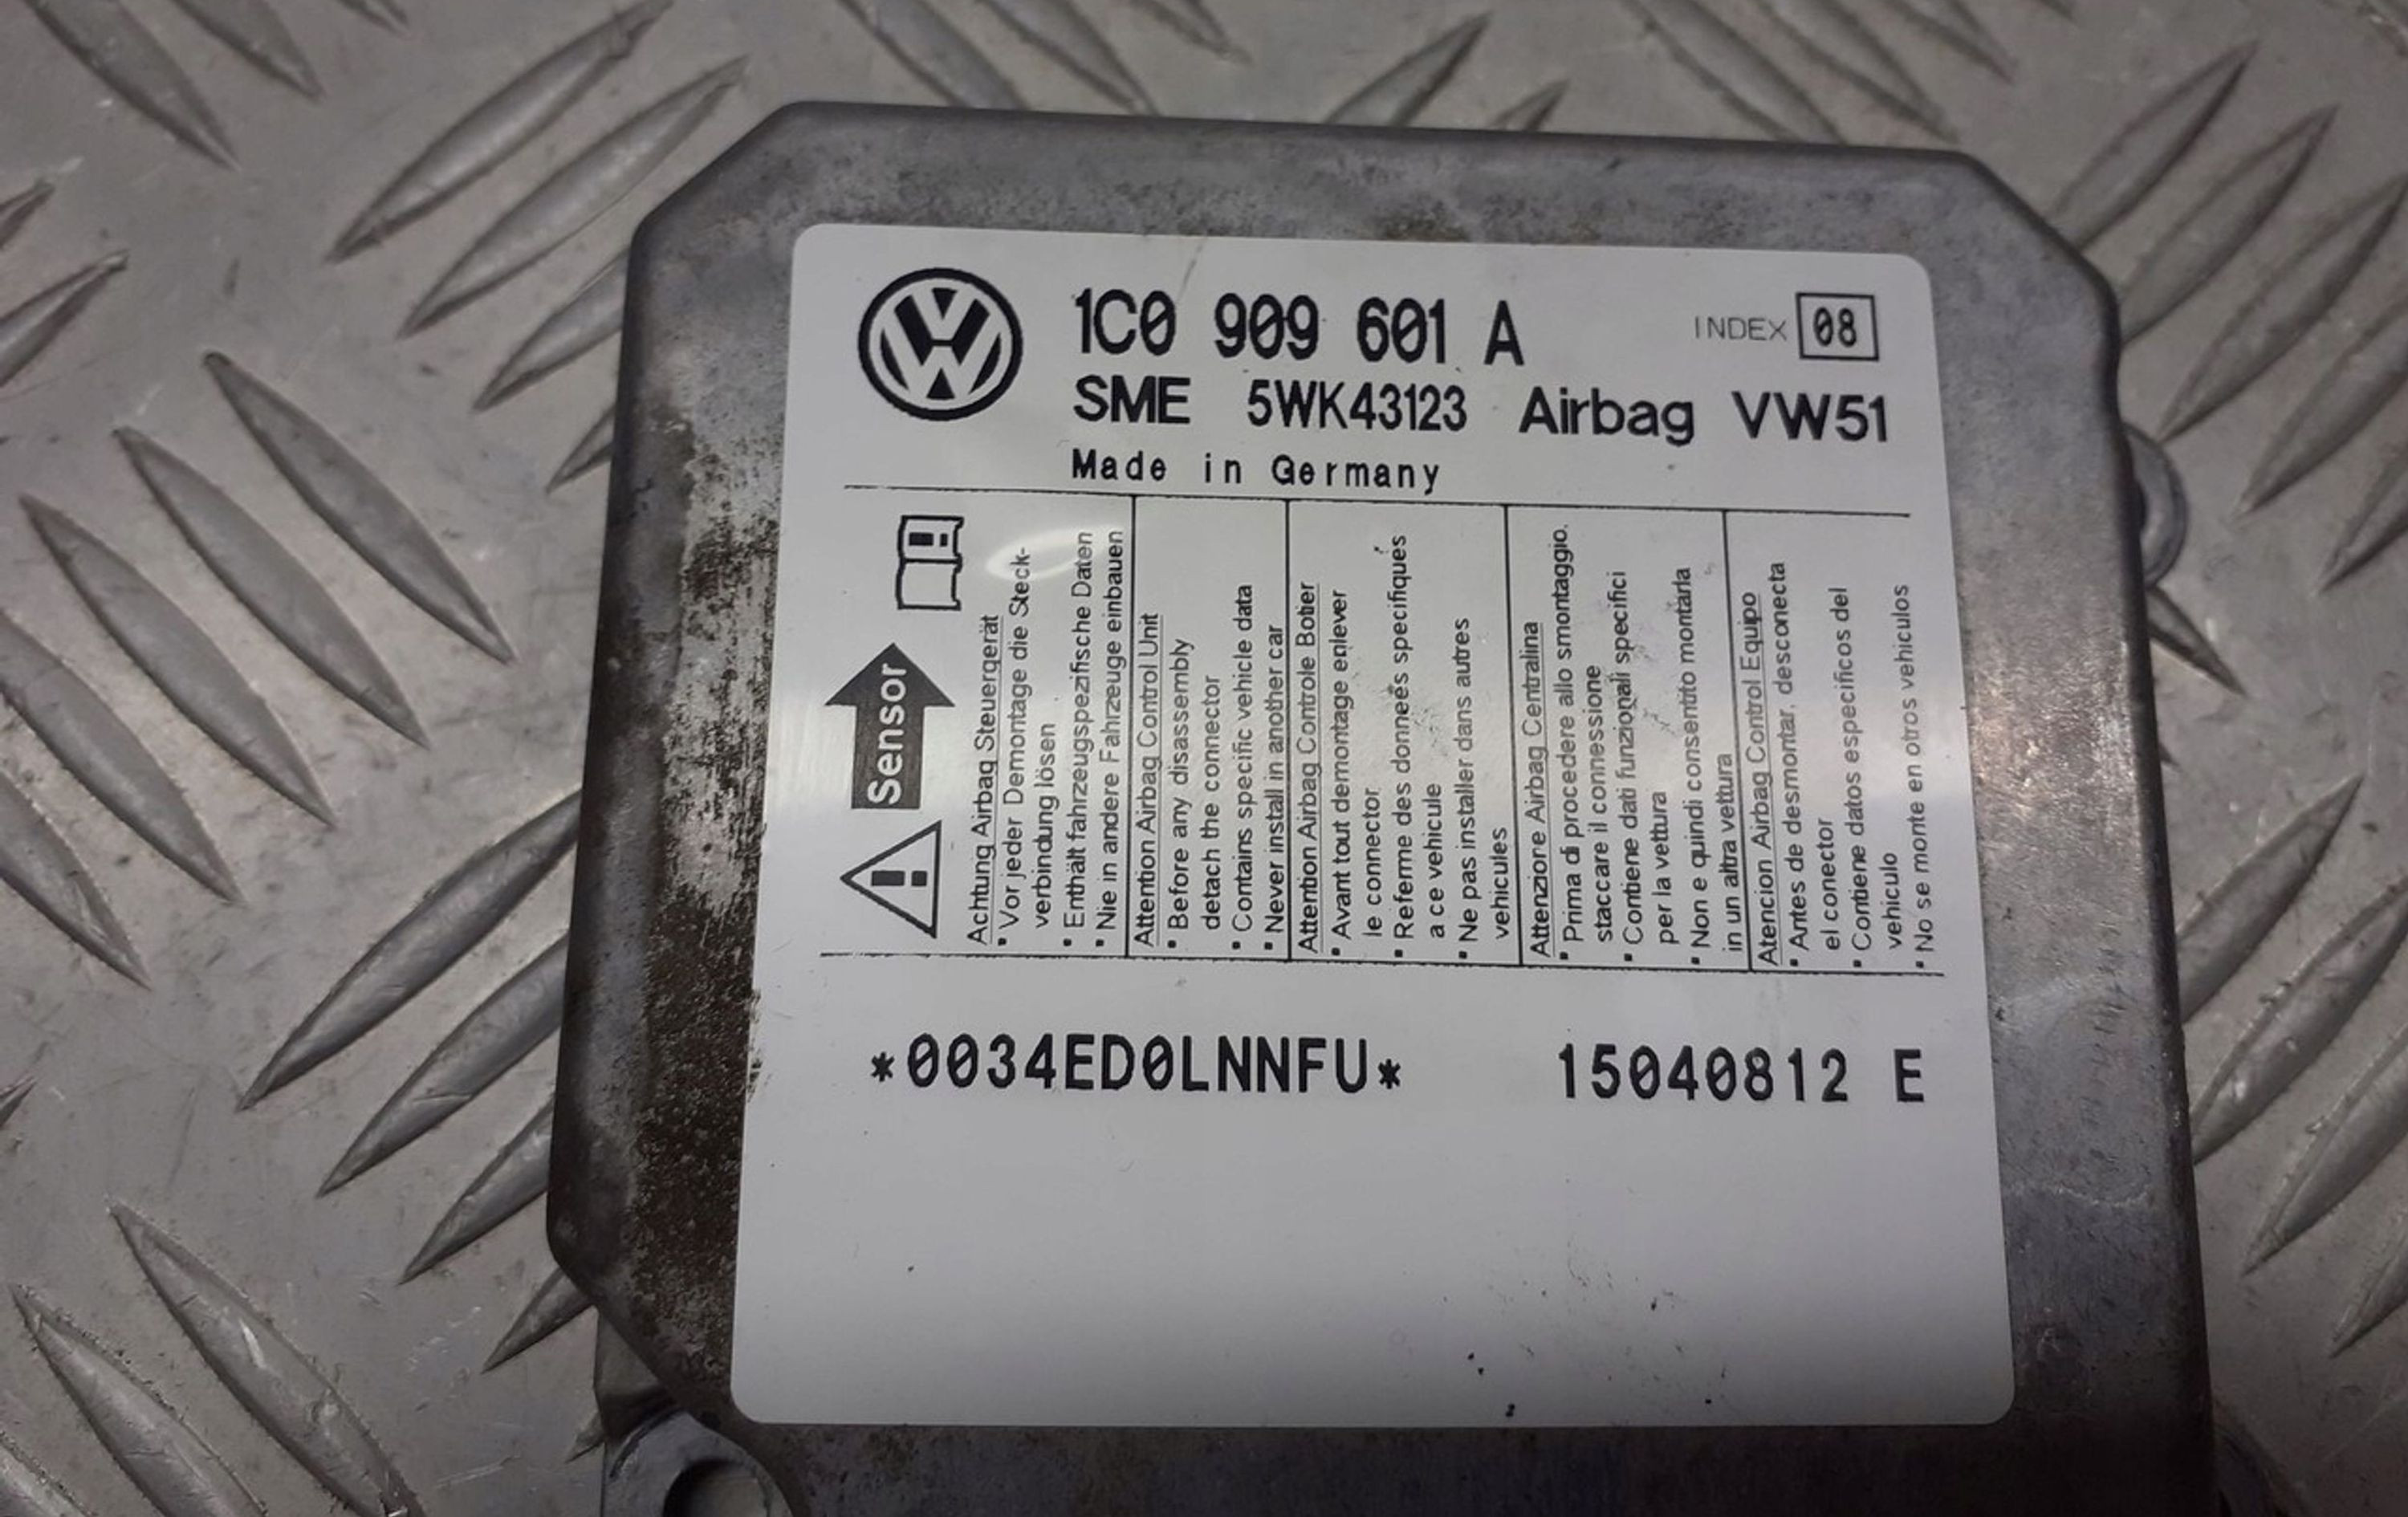 1C0 909 601 A
INDEX 08
SME 5WK43123 Airbag VW51
Made in Germany
Sensor
Achtung Airbag Steuergerät
• Vor jeder Demontage die Steck-
verbindung lösen
• Enthält fahrzeugspezifische Daten
• Nie in andere Fahrzeuge einbauen
Attention Airbag Control Unit
• Before any disassembly
detach the connector
• Contains specific vehicle data
• Never install in another car
Attention Airbag Controle Botier
• Avant tout demontage enlever
le connector
• Referme des donneés specifiques
a ce vehicule
• Ne pas installer dans autres
vehicules
Attenzione Airbag Centralina
• Prima di procedere allo smontaggio.
staccare il connessione
• Contiene dati funzionali specifici
per la vettura
• Non e quindi consentito montarla
in un altra vettura
Atencion Airbag Control Equipo
• Antes de desmontar, desconecta
el conector
• Contiene datos especificos del
vehiculo
• No se monte en otros vehiculos
*0034ED0LNNFU* 15040812 E